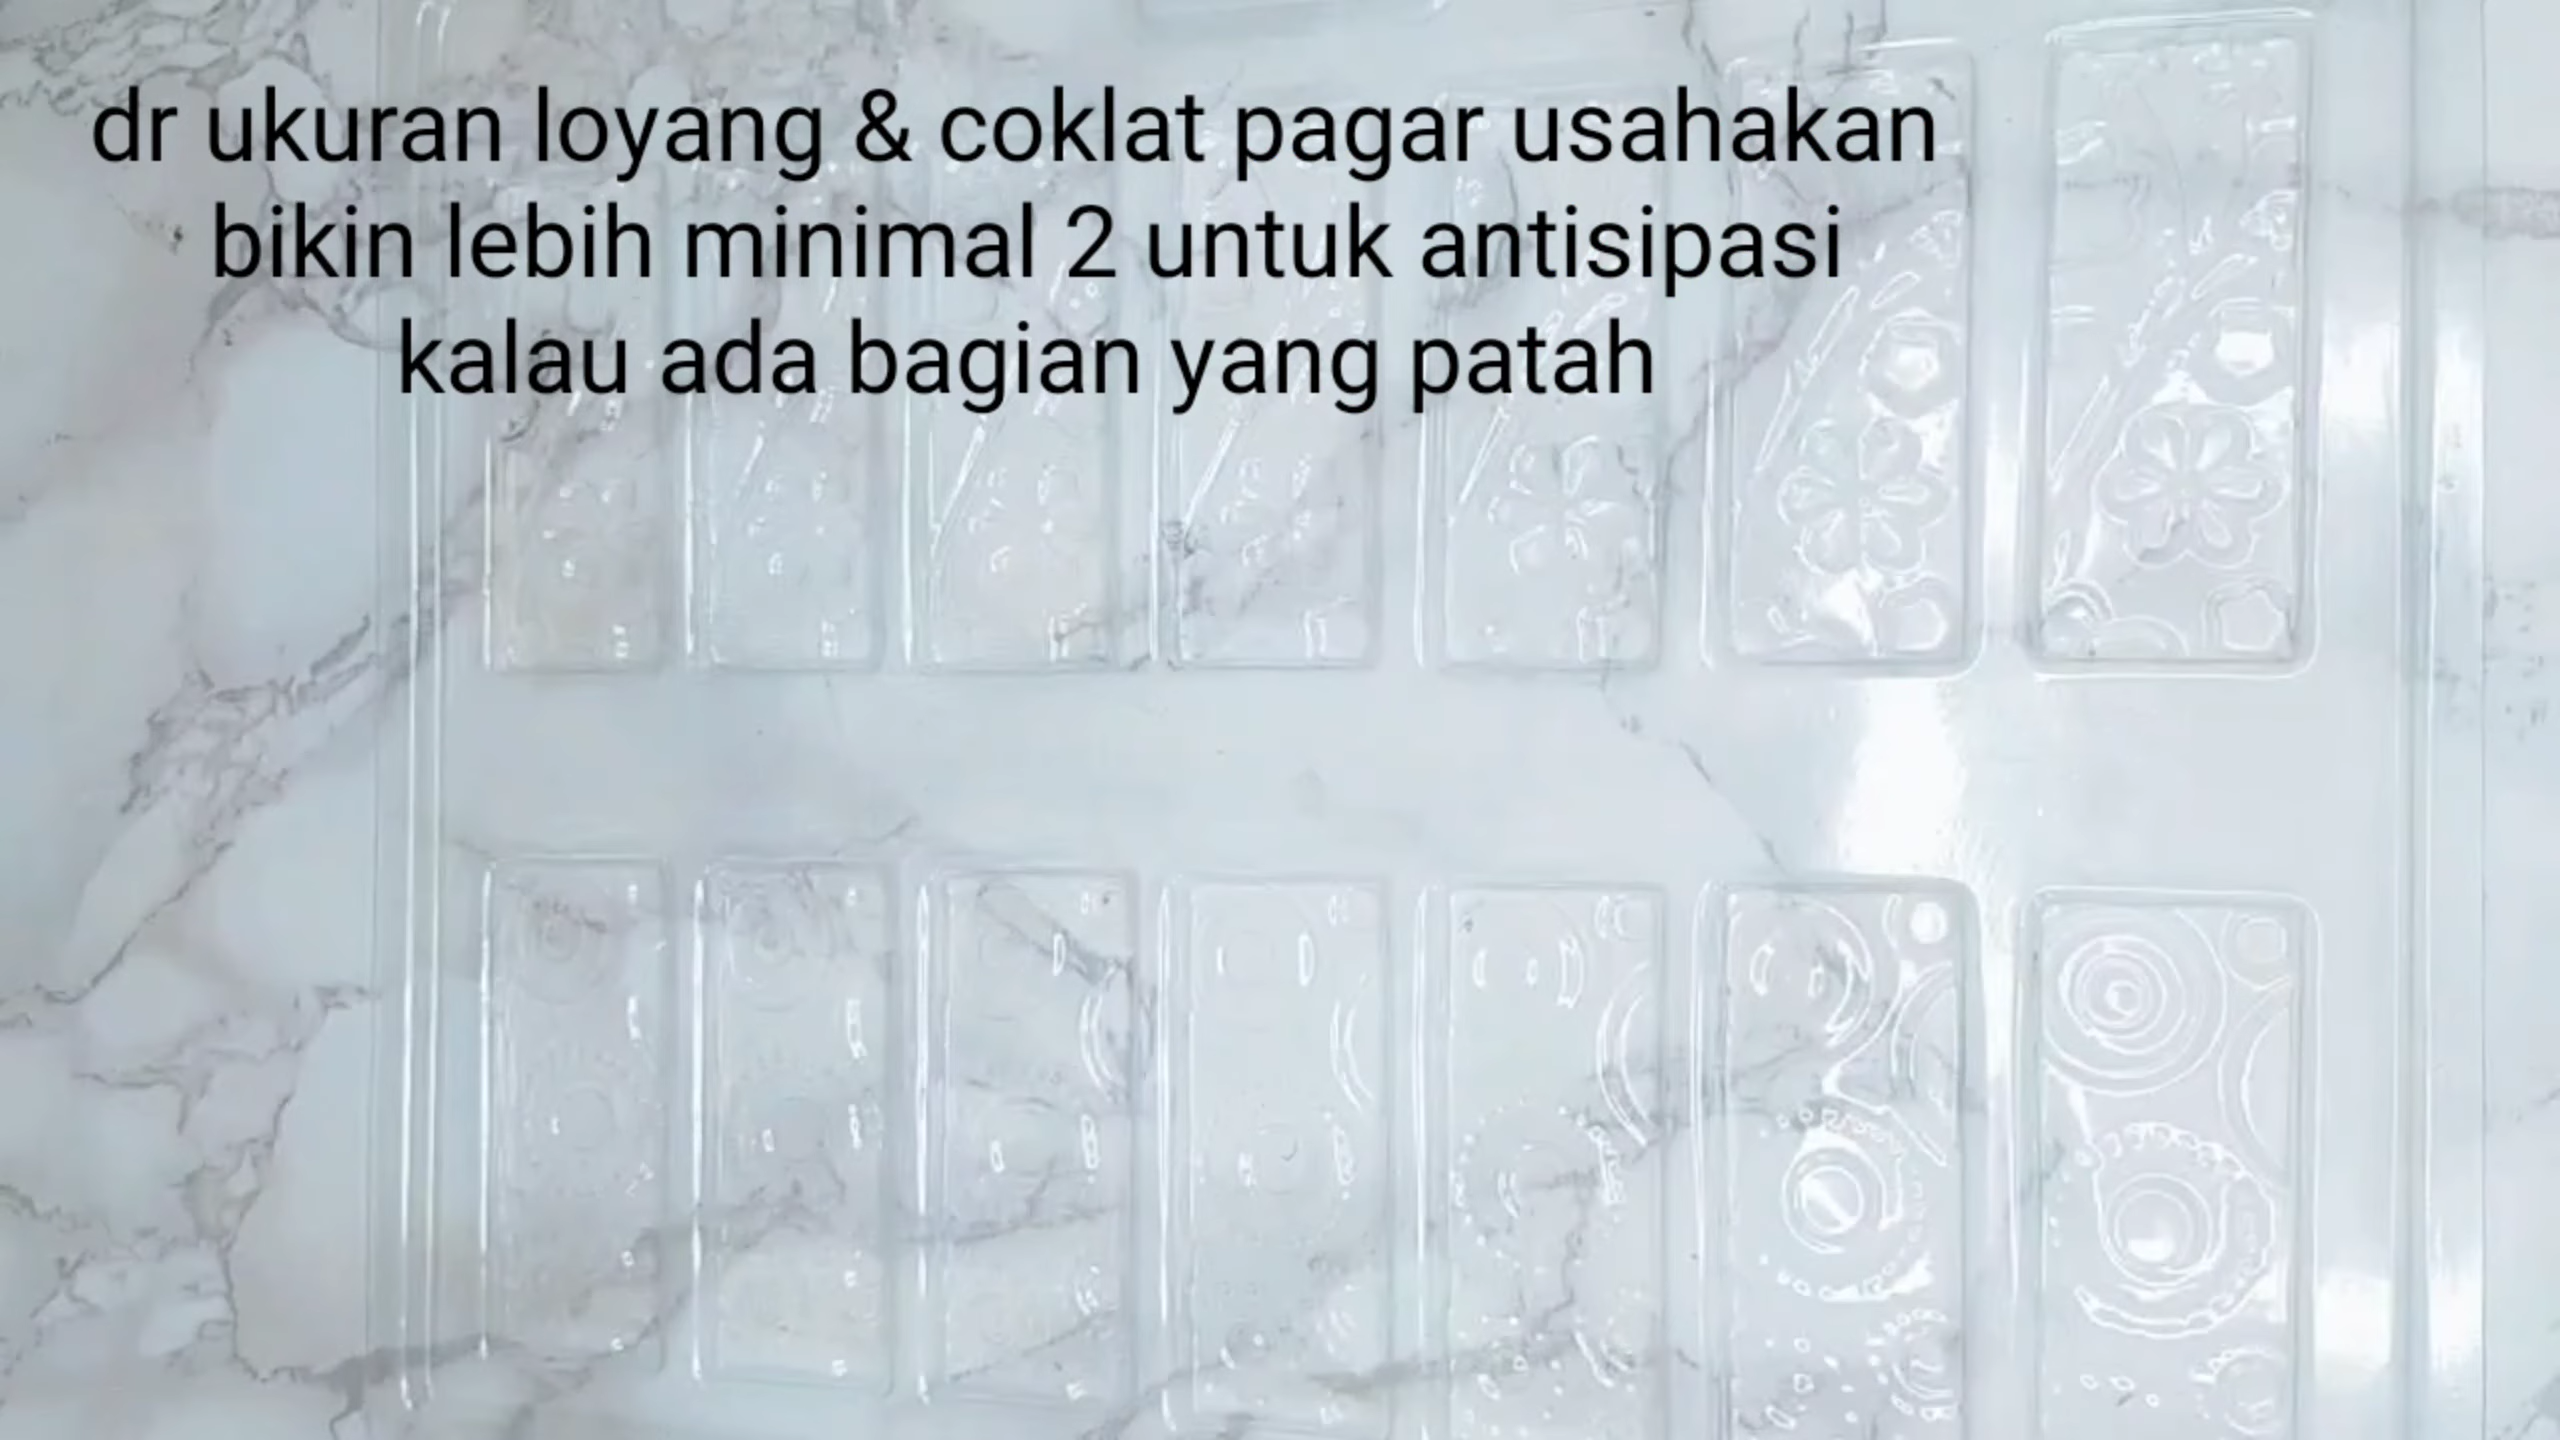 dr ukuran loyang & coklat pagar usahakan
bikin lebih minimal 2 untuk antisipasi
kalau ada bagian yang patah